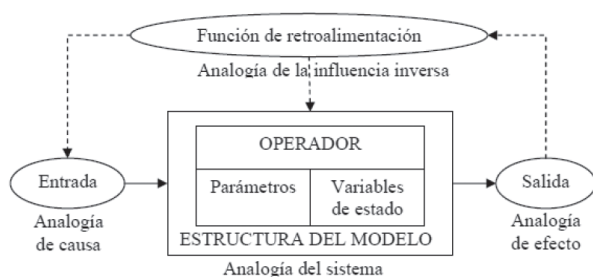 Función de retroalimentación
Analogía de la influencia inversa
OPERADOR
Entrada
Parámetros
Variables
de estado
Salida
Analogía
de causa
ESTRUCTURA DEL MODELO
Analogía
de efecto
Analogía del sistema